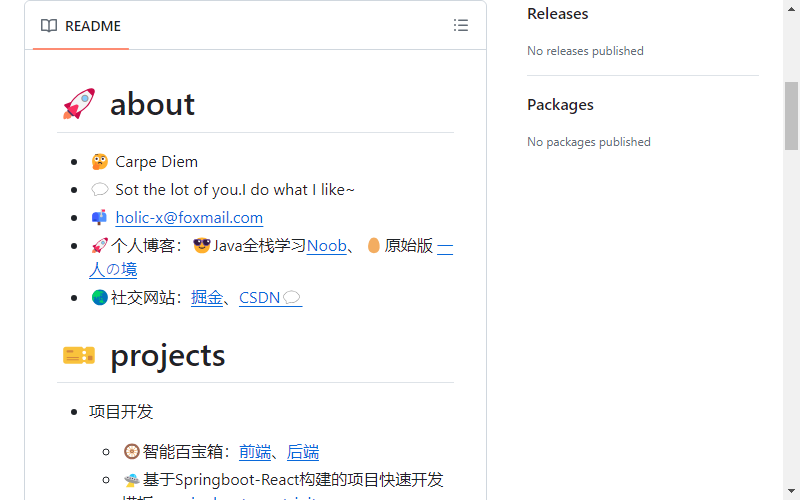 README
about
Carpe Diem
Sot the lot of you.I do what I like~
holic-x@foxmail.com
个人博客：Java全栈学习Noob、原始版 一
人の境
社交网站：掘金、CSDN
projects
项目开发
智能百宝箱：前端、后端
基于Springboot-React构建的项目快速开发
Releases
No releases published
Packages
No packages published